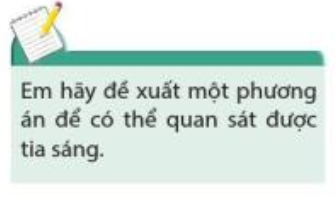 Em hãy đề xuất một phương
án để có thể quan sát được
tia sáng.